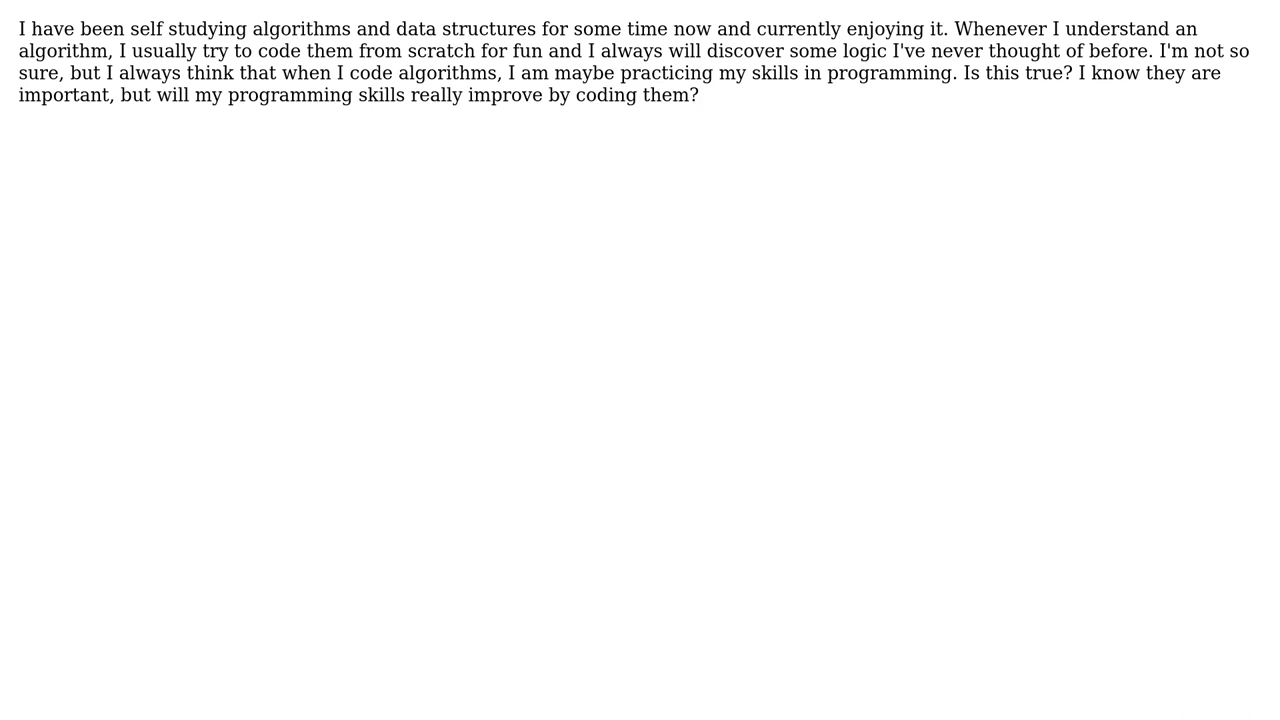 I have been self studying algorithms and data structures for some time now and currently enjoying it. Whenever I understand an
algorithm, I usually try to code them from scratch for fun and I always will discover some logic I've never thought of before. I'm not so
sure, but I always think that when I code algorithms, I am maybe practicing my skills in programming. Is this true? I know they are
important, but will my programming skills really improve by coding them?